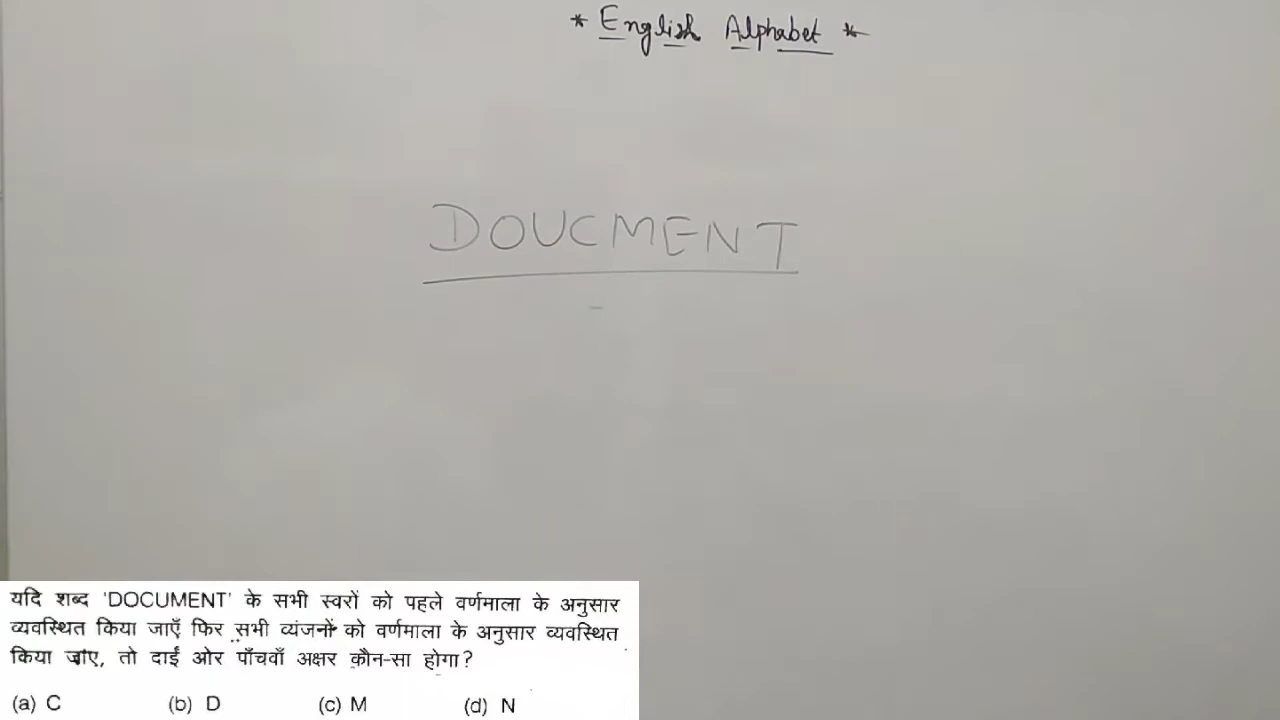 * English Alphabet *
DOUCMENT
यदि शब्द 'DOCUMENT' के सभी स्वरों को पहले वर्णमाला के अनुसार
व्यवस्थित किया जाएँ फिर सभी व्यंजनों को वर्णमाला के अनुसार व्यवस्थित
किया जाए, तो दाईं ओर पाँचवाँ अक्षर कौन-सा होगा?
(a) C (b) D (c) M (d) N